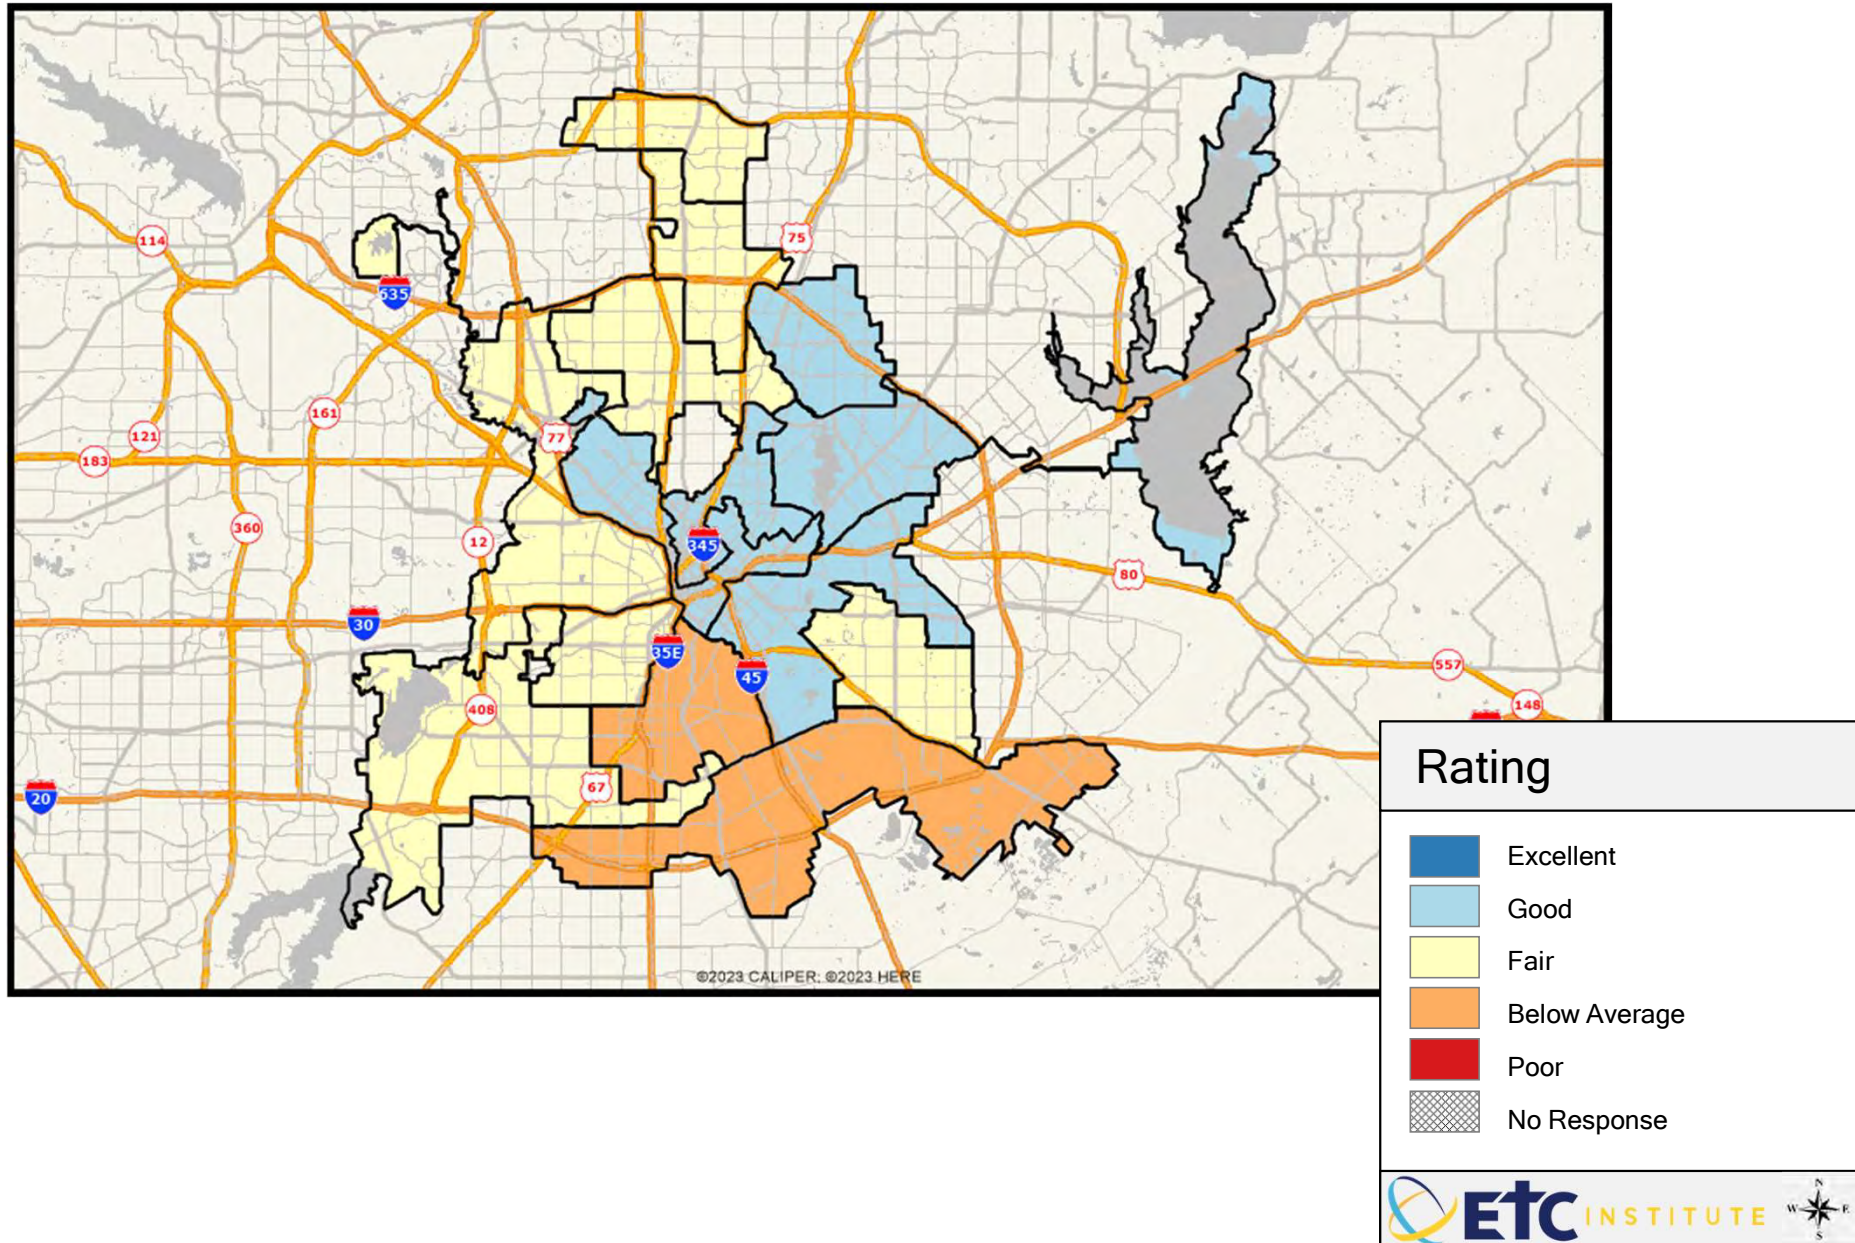 114
75
635
161
121
77
183
360
12
345
80
30
35E
45
557
408
148
67
20
©2023 CALIPER; ©2023 HERE
Rating
Excellent
Good
Fair
Below Average
Poor
No Response
ETC INSTITUTE
N
W E
S